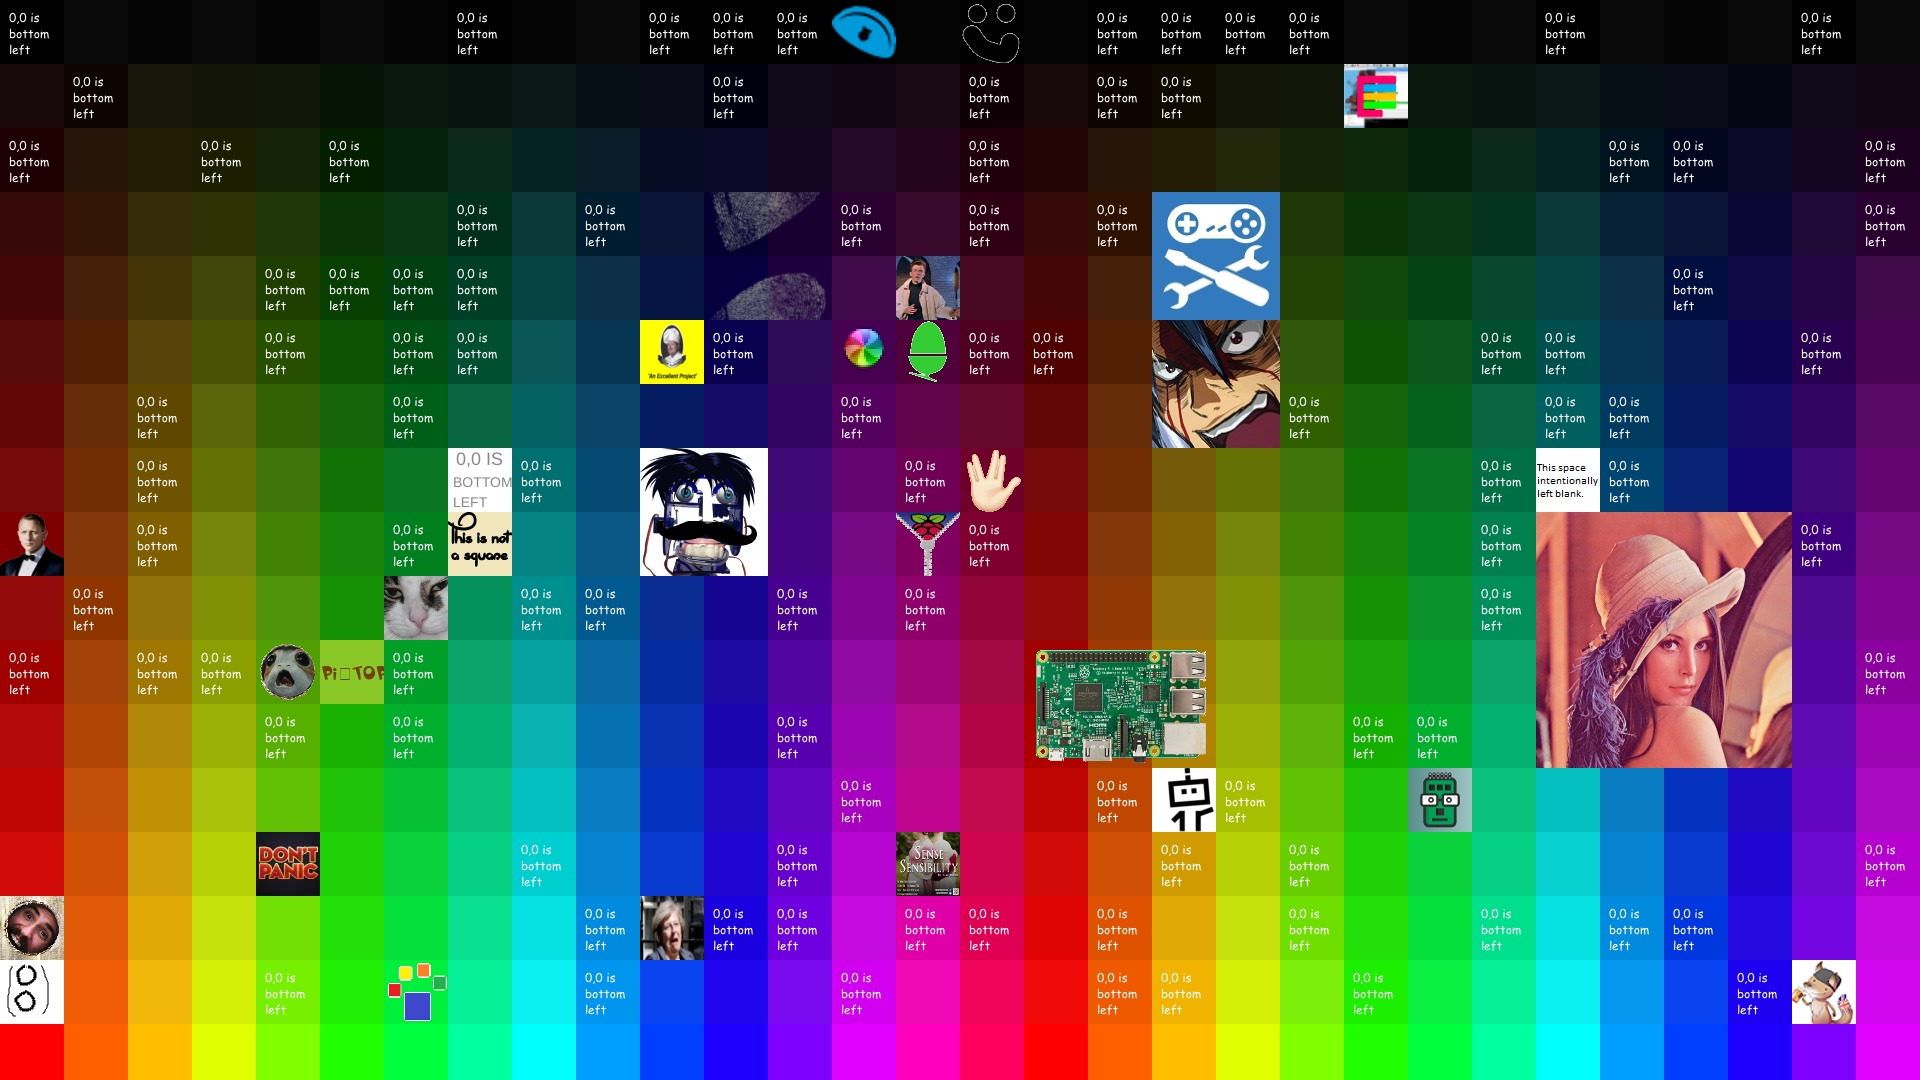 0,0 is 0,0 is 0,0 is 0,0 is 0,0 is 0,0 is 0,0 is 0,0 is 0,0 is 0,0 is 0,0 is
bottom bottom bottom bottom bottom bottom bottom bottom bottom bottom bottom
left left left left left left left left left left left
0,0 is 0,0 is 0,0 is 0,0 is 0,0 is
bottom bottom bottom bottom bottom
left left left left left
0,0 is 0,0 is 0,0 is 0,0 is 0,0 is 0,0 is 0,0 is
bottom bottom bottom bottom bottom bottom bottom
left left left left left left left
0,0 is 0,0 is 0,0 is 0,0 is 0,0 is 0,0 is
bottom bottom bottom bottom bottom bottom
left left left left left left
0,0 is 0,0 is 0,0 is 0,0 is 0,0 is
bottom bottom bottom bottom bottom
left left left left left
0,0 is 0,0 is 0,0 is 0,0 is 0,0 is 0,0 is 0,0 is 0,0 is 0,0 is
bottom bottom bottom bottom bottom bottom bottom bottom bottom
left left left left left left left left left
"An Excellent Project"
0,0 is 0,0 is 0,0 is 0,0 is 0,0 is 0,0 is
bottom bottom bottom bottom bottom bottom
left left left left left left
0,0 is
bottom
left
0,0 IS
BOTTOM
LEFT
0,0 is 0,0 is 0,0 is
bottom bottom bottom
left left left
This space
intentionally
left blank.
0,0 is
bottom
left
0,0 is 0,0 is
bottom bottom
left left
This is not
a square
0,0 is 0,0 is 0,0 is
bottom bottom bottom
left left left
0,0 is 0,0 is 0,0 is 0,0 is 0,0 is 0,0 is
bottom bottom bottom bottom bottom bottom
left left left left left left
0,0 is 0,0 is 0,0 is
bottom bottom bottom
left left left
Pi□TOP
0,0 is 0,0 is
bottom bottom
left left
0,0 is 0,0 is 0,0 is 0,0 is 0,0 is
bottom bottom bottom bottom bottom
left left left left left
0,0 is 0,0 is 0,0 is
bottom bottom bottom
left left left
DON'T
PANIC
0,0 is 0,0 is
bottom bottom
left left
SENSE
SENSIBILITY
0,0 is 0,0 is 0,0 is
bottom bottom bottom
left left left
0,0 is 0,0 is 0,0 is 0,0 is 0,0 is 0,0 is 0,0 is 0,0 is 0,0 is 0,0 is
bottom bottom bottom bottom bottom bottom bottom bottom bottom bottom
left left left left left left left left left left
0,0 is 0,0 is 0,0 is 0,0 is 0,0 is 0,0 is 0,0 is
bottom bottom bottom bottom bottom bottom bottom
left left left left left left left